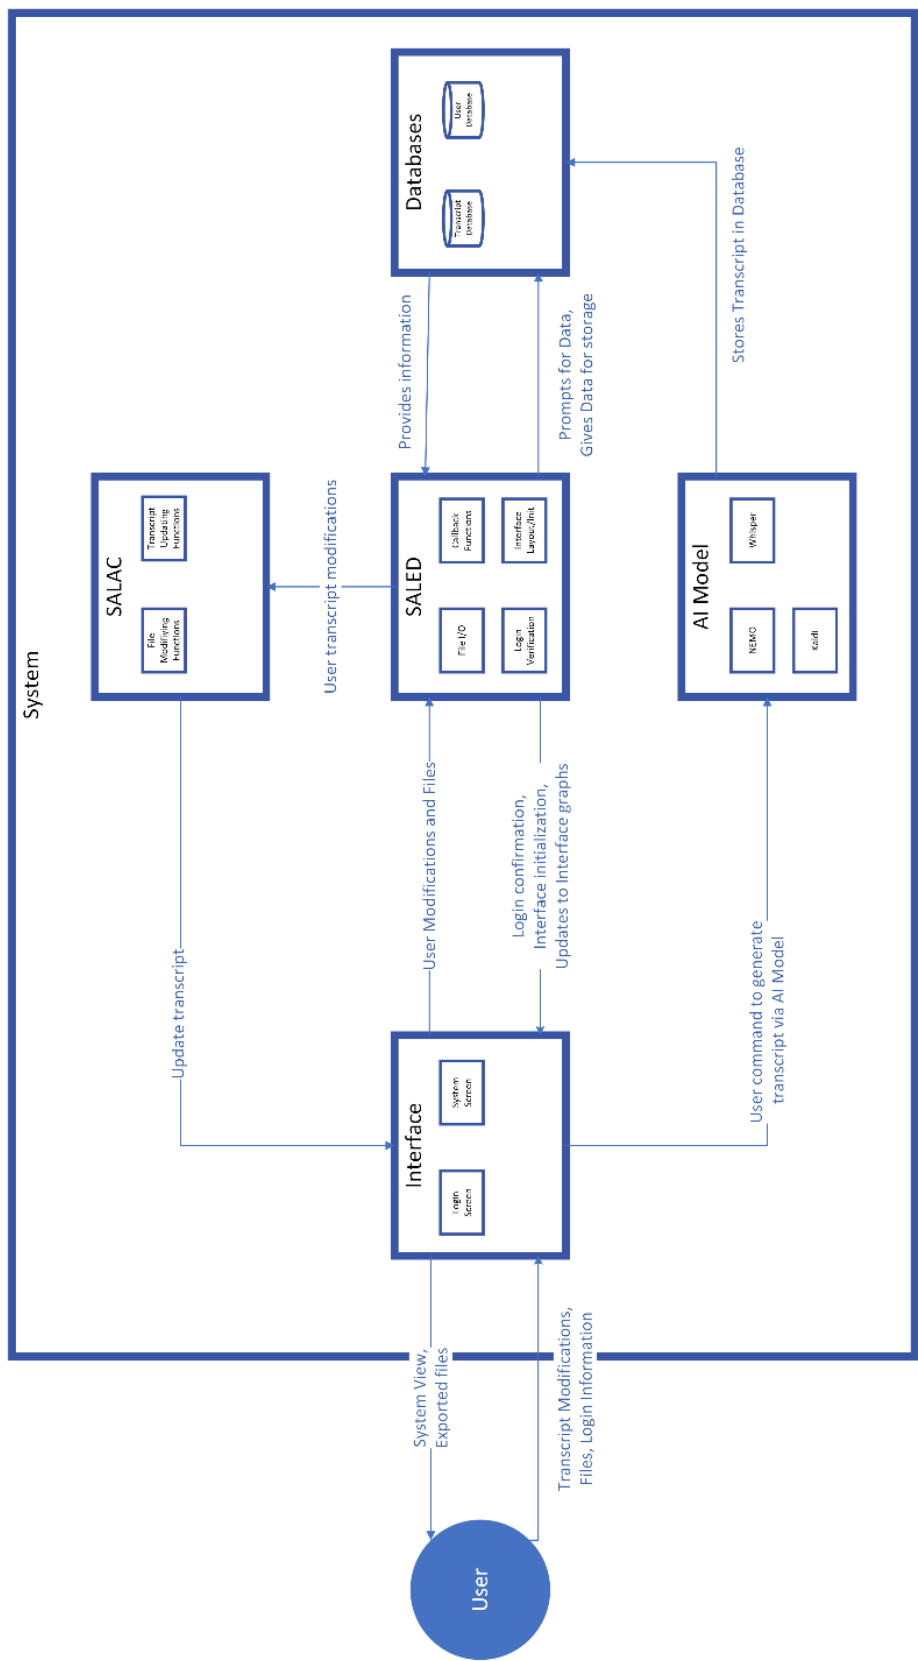 System
SALAC
File
Modifiying
Functions
Transcript
Updating
Functions
Update transcript
User transcript modifications
User
System View,
Exported files
Transcript Modifications,
Files, Login Information
Interface
Login
Screen
System
Screen
User Modifications and Files
Login confirmation,
Interface initialization,
Updates to Interface graphs
SALED
File I/O
Callback
Functions
Login
Verification
Interface
Layout/Init
Provides information
Prompts for Data,
Gives Data for storage
Databases
Transcript
Database
User
Database
User command to generate
transcript via AI Model
AI Model
NEMO
Whisper
Kaldi
Stores Transcript in Database